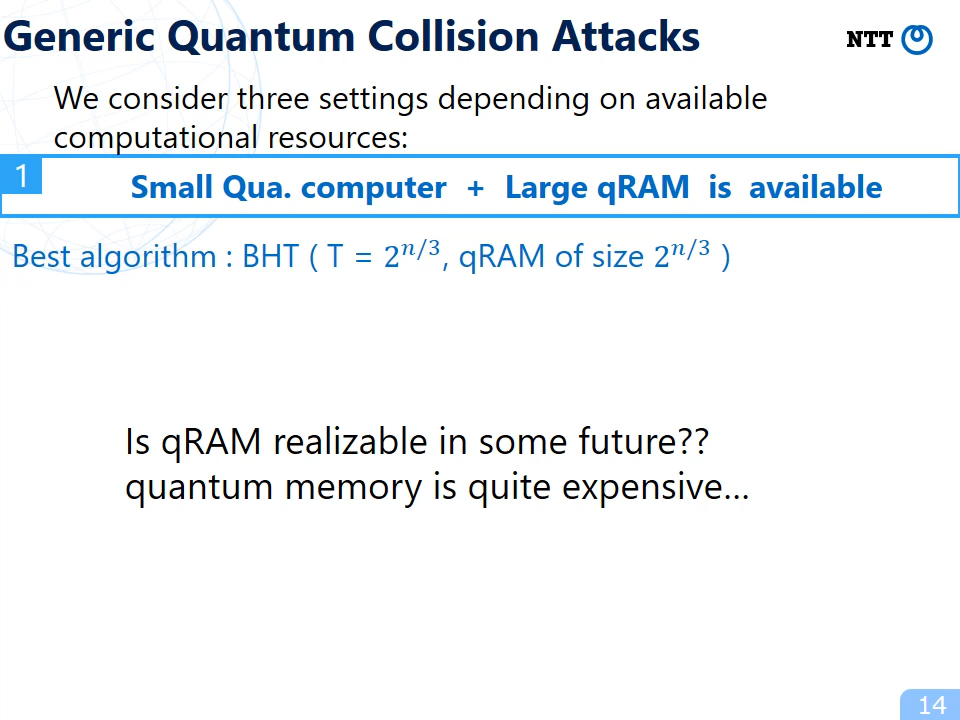 Generic Quantum Collision Attacks
NTT
We consider three settings depending on available
computational resources:
1
Small Qua. computer + Large qRAM is available
Best algorithm : BHT ( T = 2^{n/3}, qRAM of size 2^{n/3} )
Is qRAM realizable in some future??
quantum memory is quite expensive…
14